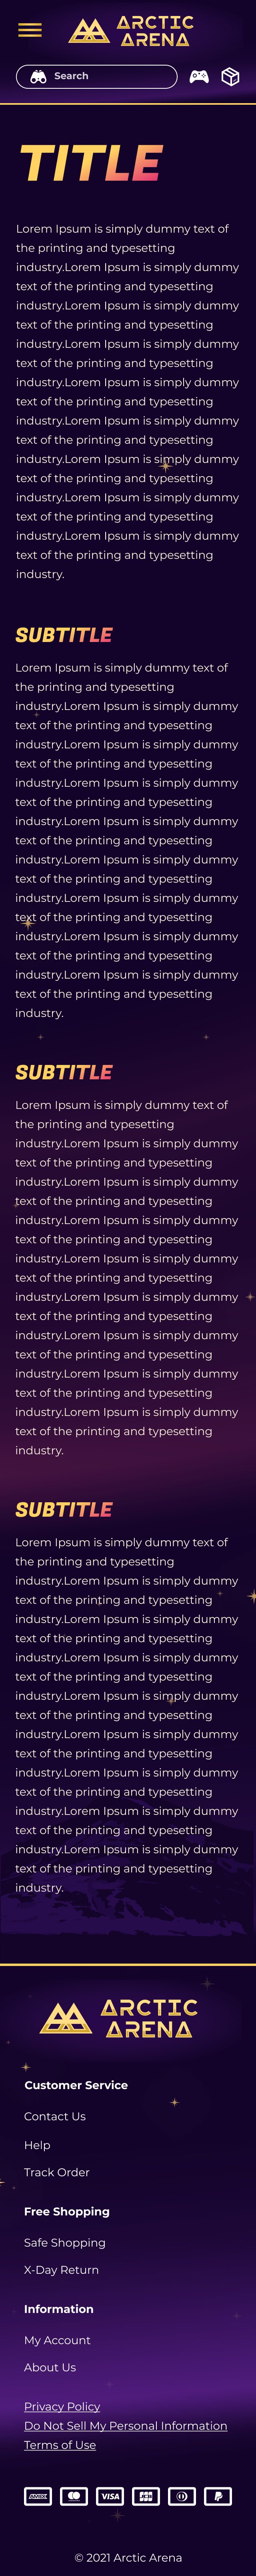 ARCTIC
ARENA
Search
TITLE
Lorem Ipsum is simply dummy text of
the printing and typesetting
industry.Lorem Ipsum is simply dummy
text of the printing and typesetting
industry.Lorem Ipsum is simply dummy
text of the printing and typesetting
industry.Lorem Ipsum is simply dummy
text of the printing and typesetting
industry.Lorem Ipsum is simply dummy
text of the printing and typesetting
industry.Lorem Ipsum is simply dummy
text of the printing and typesetting
industry.Lorem Ipsum is simply dummy
text of the printing and typesetting
industry.Lorem Ipsum is simply dummy
text of the printing and typesetting
industry.Lorem Ipsum is simply dummy
text of the printing and typesetting
industry.
SUBTITLE
Lorem Ipsum is simply dummy text of
the printing and typesetting
industry.Lorem Ipsum is simply dummy
text of the printing and typesetting
industry.Lorem Ipsum is simply dummy
text of the printing and typesetting
industry.Lorem Ipsum is simply dummy
text of the printing and typesetting
industry.Lorem Ipsum is simply dummy
text of the printing and typesetting
industry.Lorem Ipsum is simply dummy
text of the printing and typesetting
industry.Lorem Ipsum is simply dummy
text of the printing and typesetting
industry.Lorem Ipsum is simply dummy
text of the printing and typesetting
industry.Lorem Ipsum is simply dummy
text of the printing and typesetting
industry.
SUBTITLE
Lorem Ipsum is simply dummy text of
the printing and typesetting
industry.Lorem Ipsum is simply dummy
text of the printing and typesetting
industry.Lorem Ipsum is simply dummy
text of the printing and typesetting
industry.Lorem Ipsum is simply dummy
text of the printing and typesetting
industry.Lorem Ipsum is simply dummy
text of the printing and typesetting
industry.Lorem Ipsum is simply dummy
text of the printing and typesetting
industry.Lorem Ipsum is simply dummy
text of the printing and typesetting
industry.Lorem Ipsum is simply dummy
text of the printing and typesetting
industry.Lorem Ipsum is simply dummy
text of the printing and typesetting
industry.
SUBTITLE
Lorem Ipsum is simply dummy text of
the printing and typesetting
industry.Lorem Ipsum is simply dummy
text of the printing and typesetting
industry.Lorem Ipsum is simply dummy
text of the printing and typesetting
industry.Lorem Ipsum is simply dummy
text of the printing and typesetting
industry.Lorem Ipsum is simply dummy
text of the printing and typesetting
industry.Lorem Ipsum is simply dummy
text of the printing and typesetting
industry.Lorem Ipsum is simply dummy
text of the printing and typesetting
industry.Lorem Ipsum is simply dummy
text of the printing and typesetting
industry.Lorem Ipsum is simply dummy
text of the printing and typesetting
industry.
ARCTIC
ARENA
Customer Service
Contact Us
Help
Track Order
Free Shopping
Safe Shopping
X-Day Return
Information
My Account
About Us
Privacy Policy
Do Not Sell My Personal Information
Terms of Use
AMEX VISA JCB
© 2021 Arctic Arena